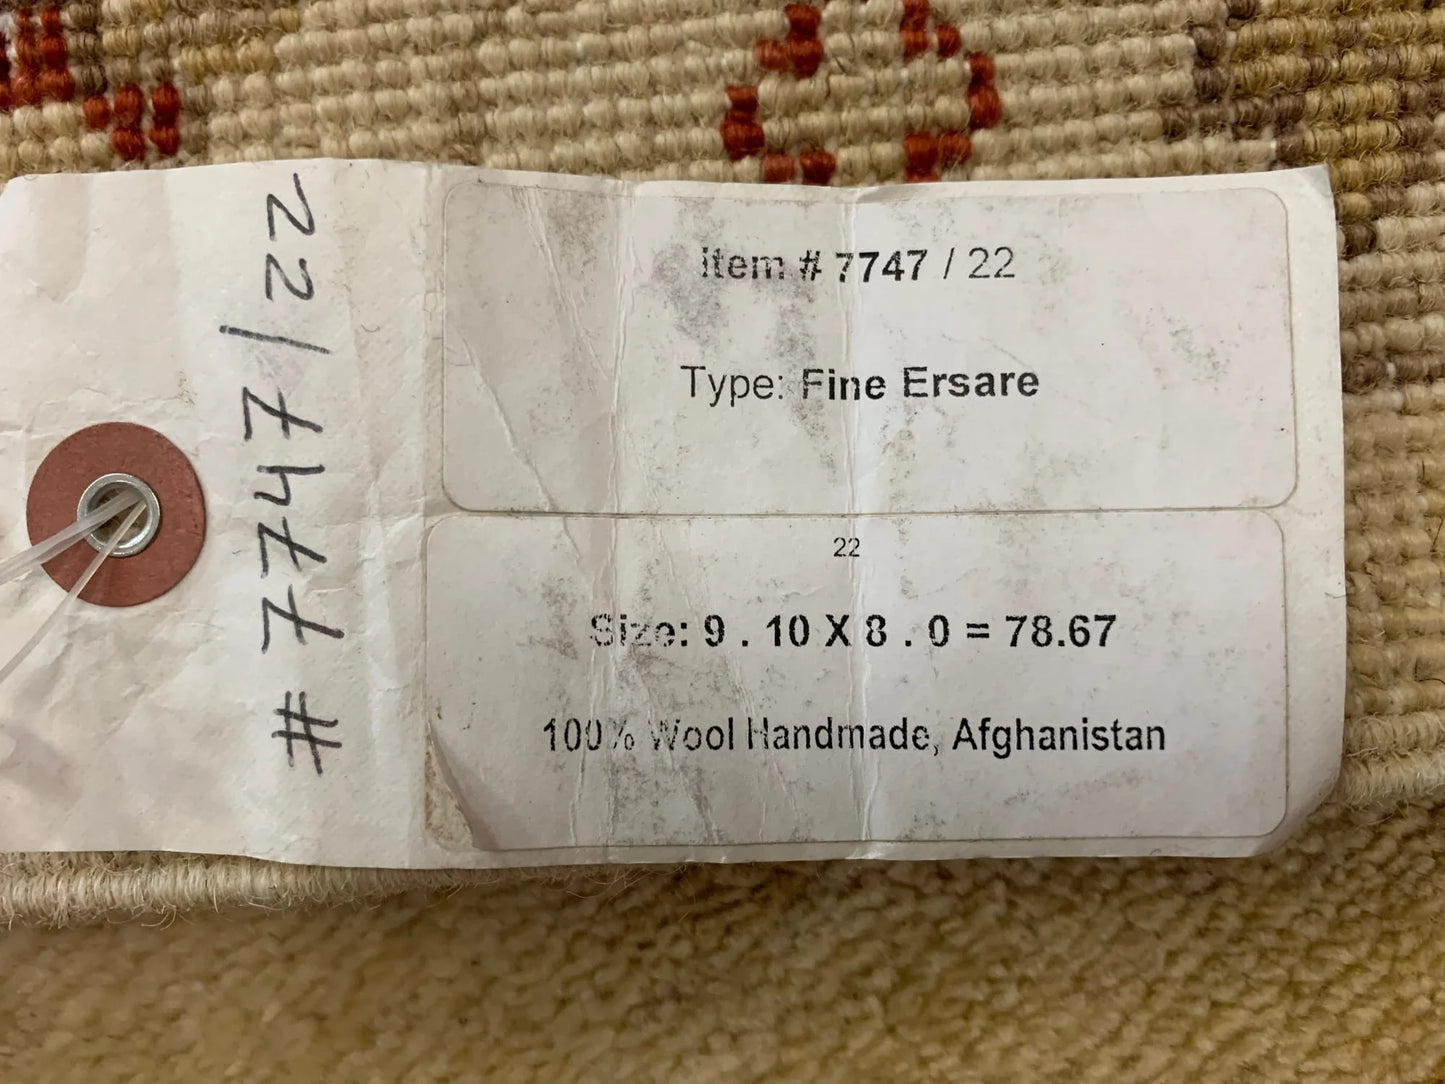 # 7747/22
Item # 7747 / 22
Type: Fine Ersare
22
Size: 9 . 10 X 8 . 0 = 78.67
100% Wool Handmade, Afghanistan